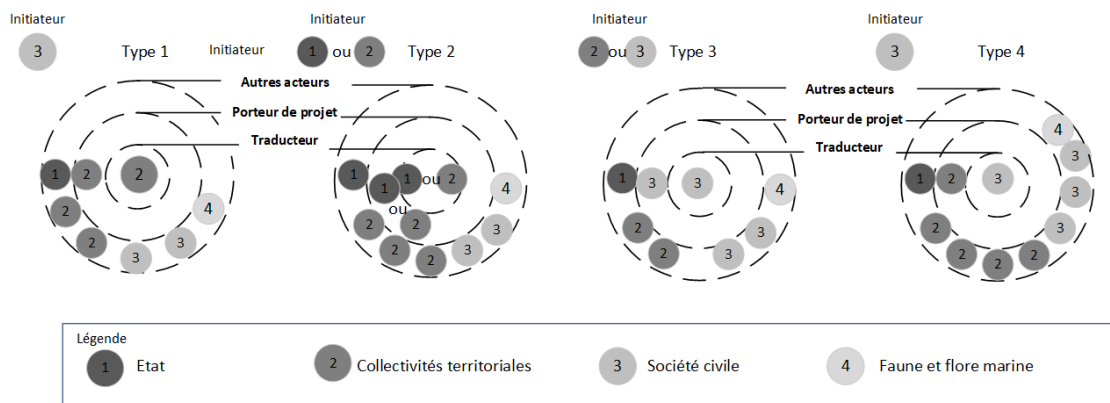 Initiateur
3
Type 1
Initiateur
Initiateur
1 ou 2
Type 2
Initiateur
2 ou 3
Type 3
Initiateur
3
Type 4
Autres acteurs
Porteur de projet
Traducteur
1 2 2
2
2
3
3
4
1
1
1 ou 2
ou
2
2
2
2
3
3
4
Autres acteurs
Porteur de projet
Traducteur
1 3 3
2
2
3
3
4
1 2 3
2
2
2
2
3
3
3
4
Légende
1 Etat
2 Collectivités territoriales
3 Société civile
4 Faune et flore marine